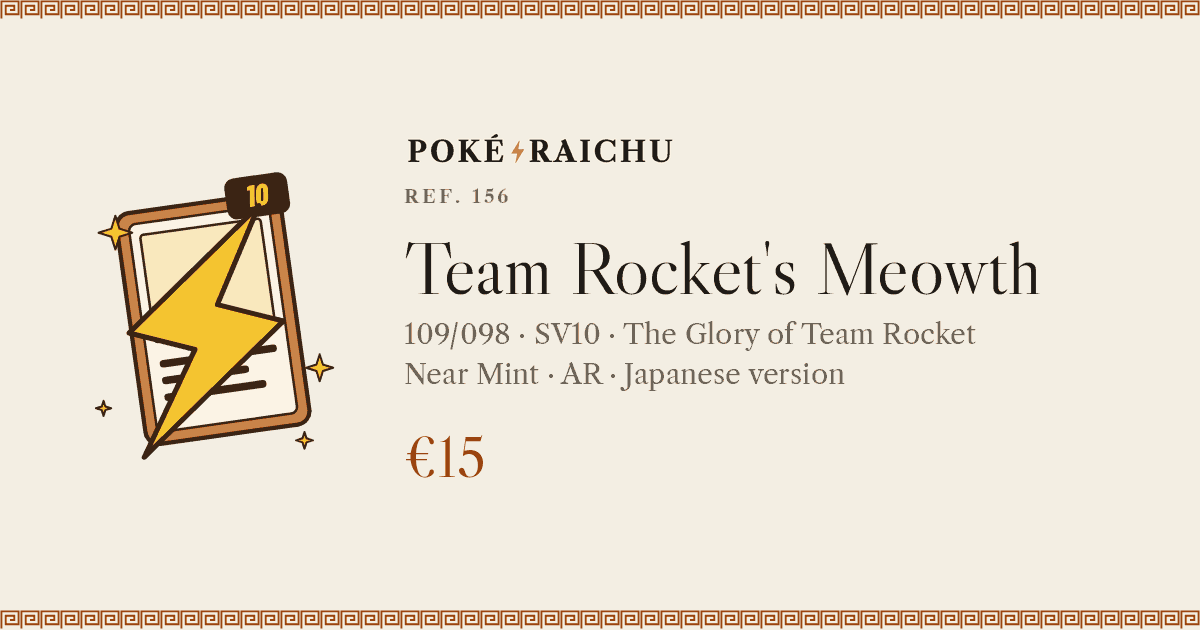 10
POKÉ RAICHU
REF. 156
Team Rocket's Meowth
109/098 · SV10 · The Glory of Team Rocket
Near Mint · AR · Japanese version
€15